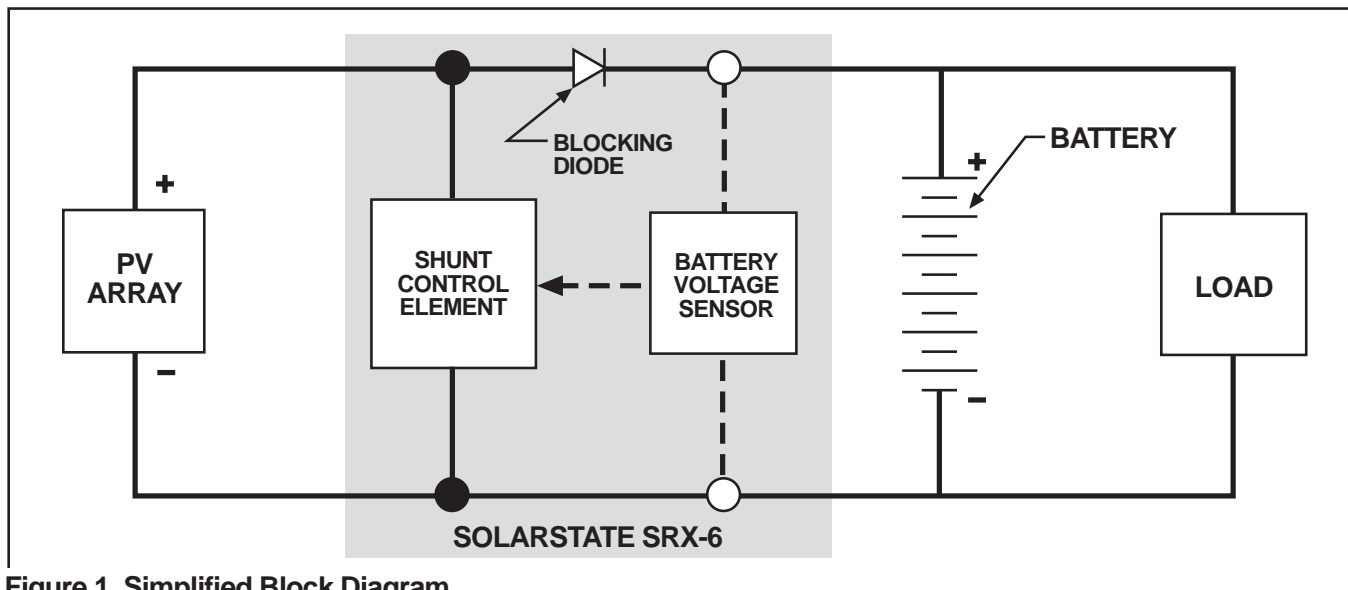 BLOCKING
DIODE
BATTERY
+
+
PV
ARRAY
SHUNT
CONTROL
ELEMENT
BATTERY
VOLTAGE
SENSOR
LOAD
–
–
SOLARSTATE SRX-6
Figure 1. Simplified Block Diagram